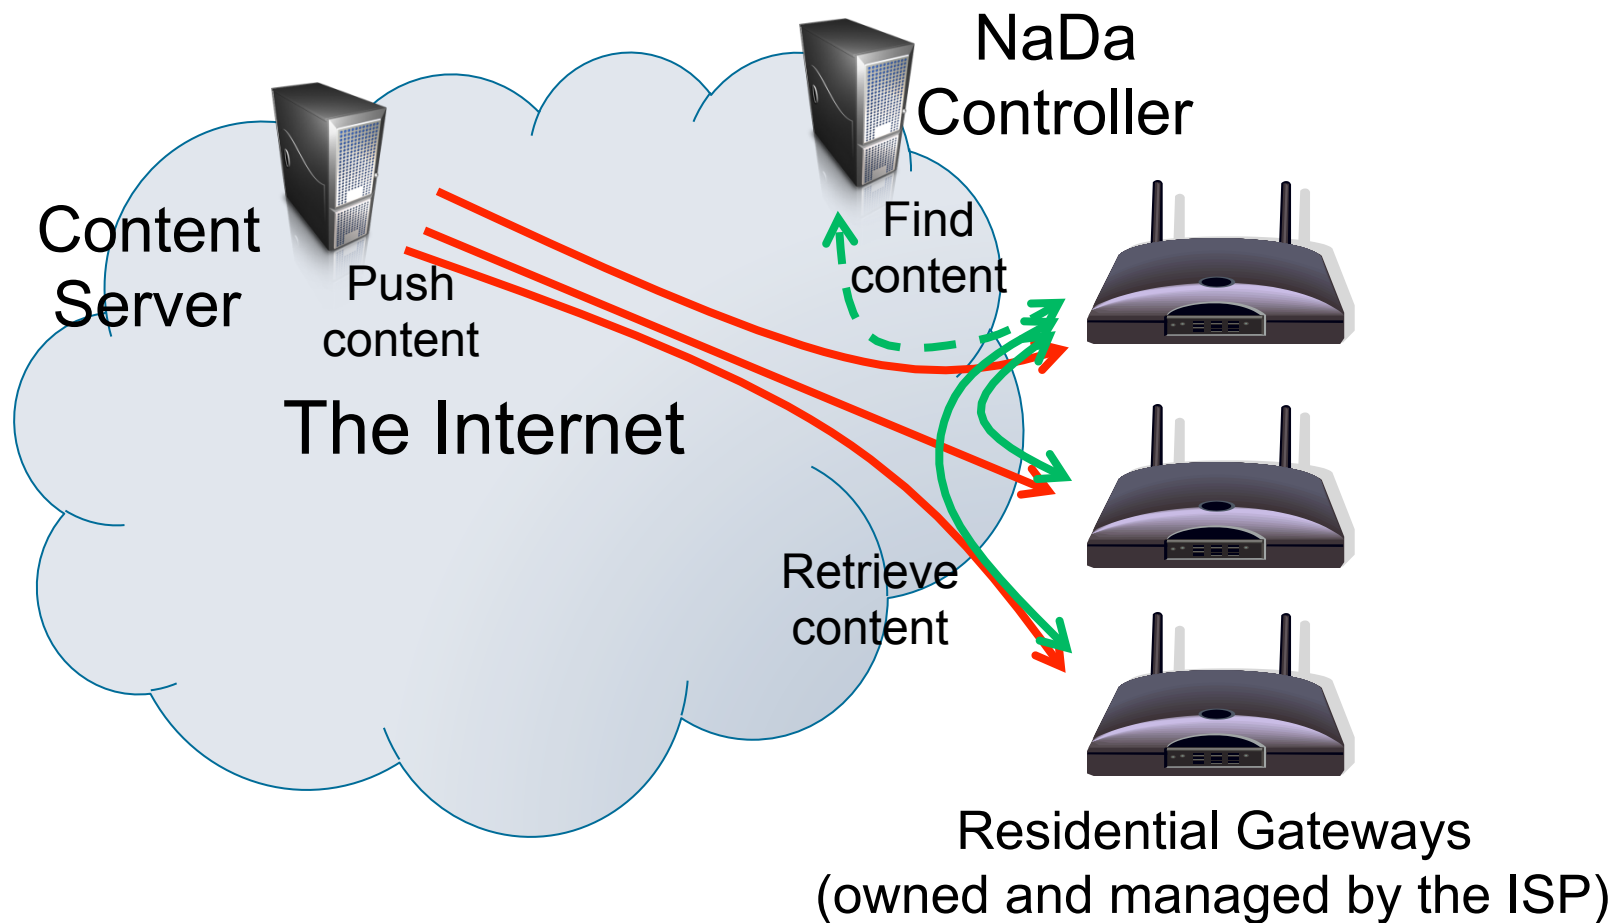 NaDa
Controller
Content
Server
Find
content
Push
content
The Internet
Retrieve
content
Residential Gateways
(owned and managed by the ISP)